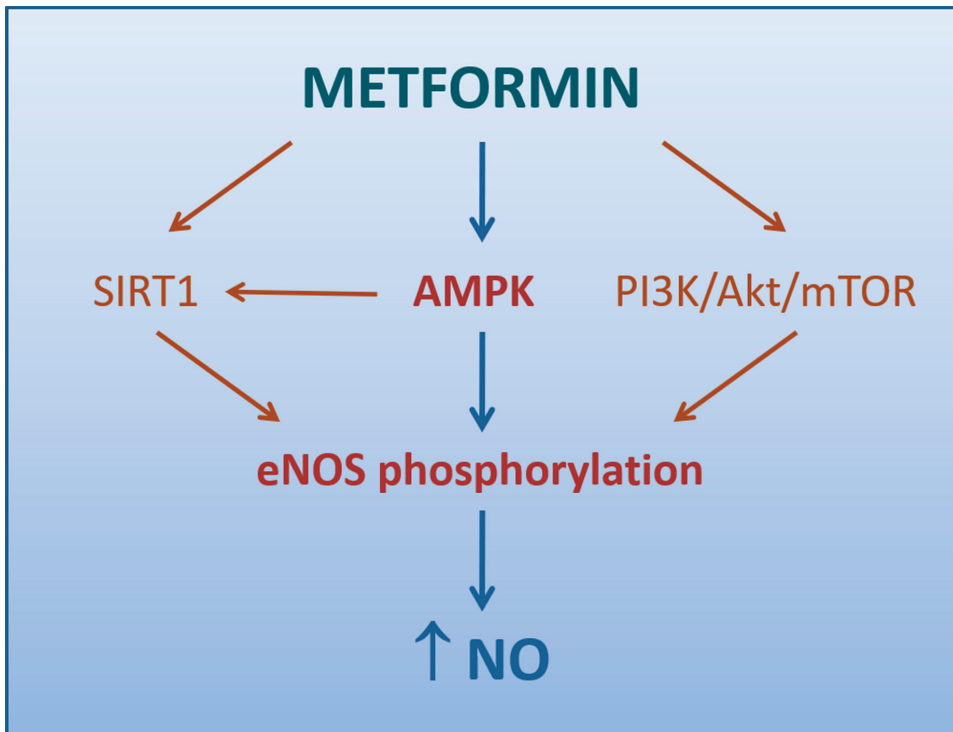 METFORMIN
SIRT1 AMPK PI3K/Akt/mTOR
eNOS phosphorylation
↑ NO